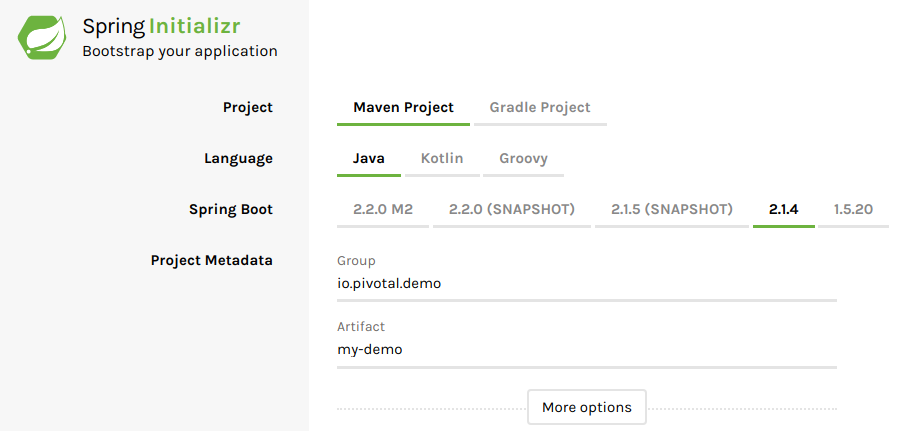 Spring Initializr
Bootstrap your application
Project
Maven Project Gradle Project
Language
Java Kotlin Groovy
Spring Boot
2.2.0 M2 2.2.0 (SNAPSHOT) 2.1.5 (SNAPSHOT) 2.1.4 1.5.20
Project Metadata
Group
io.pivotal.demo
Artifact
my-demo
More options